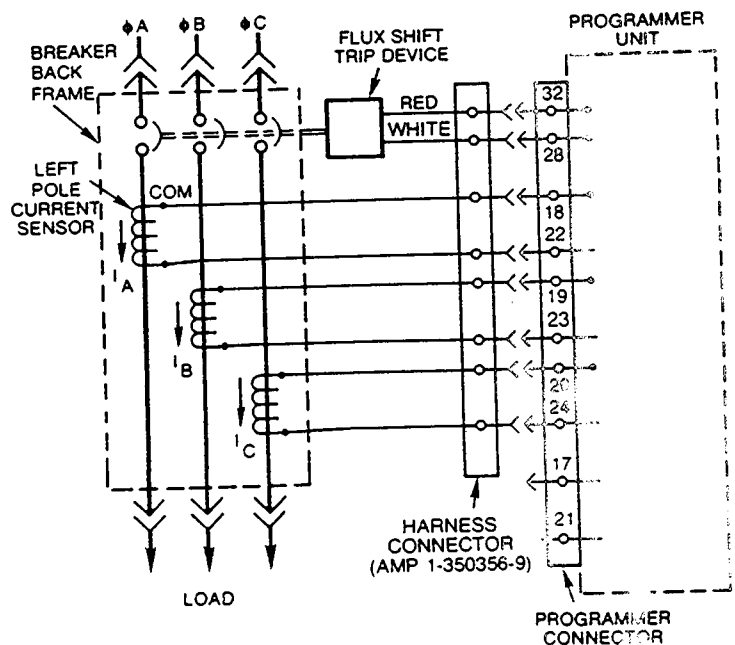 ϕA
ϕB
ϕC
BREAKER
BACK
FRAME
FLUX SHIFT
TRIP DEVICE
PROGRAMMER
UNIT
RED
WHITE
32
28
LEFT
POLE
CURRENT
SENSOR
COM
18
22
I A
19
23
I B
20
24
I C
17
21
HARNESS
CONNECTOR
(AMP 1-350356-9)
LOAD
PROGRAMMER
CONNECTOR